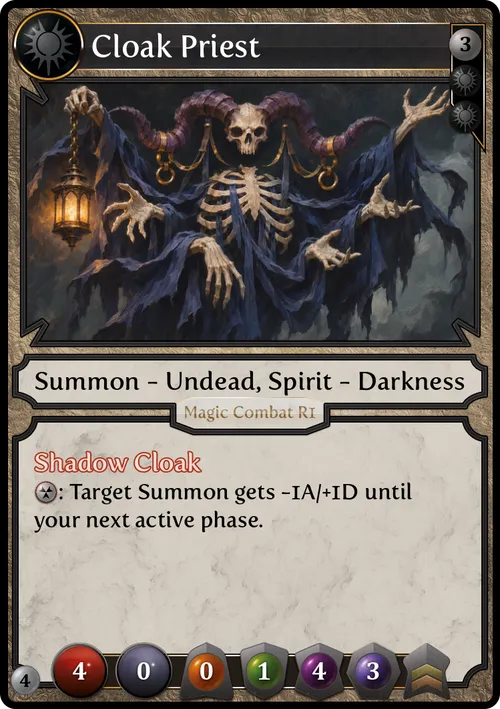 Cloak Priest
3
Summon - Undead, Spirit - Darkness
Magic Combat R1
Shadow Cloak
: Target Summon gets -1A/+1D until
your next active phase.
4
4*
0*
0
1
4
3